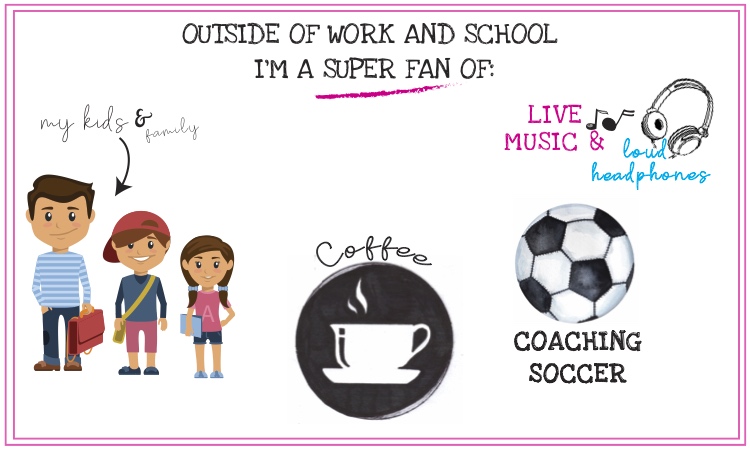 OUTSIDE OF WORK AND SCHOOL
I'M A SUPER FAN OF:
my kids &
family
LIVE
MUSIC &
loud
headphones
Coffee
COACHING
SOCCER
A